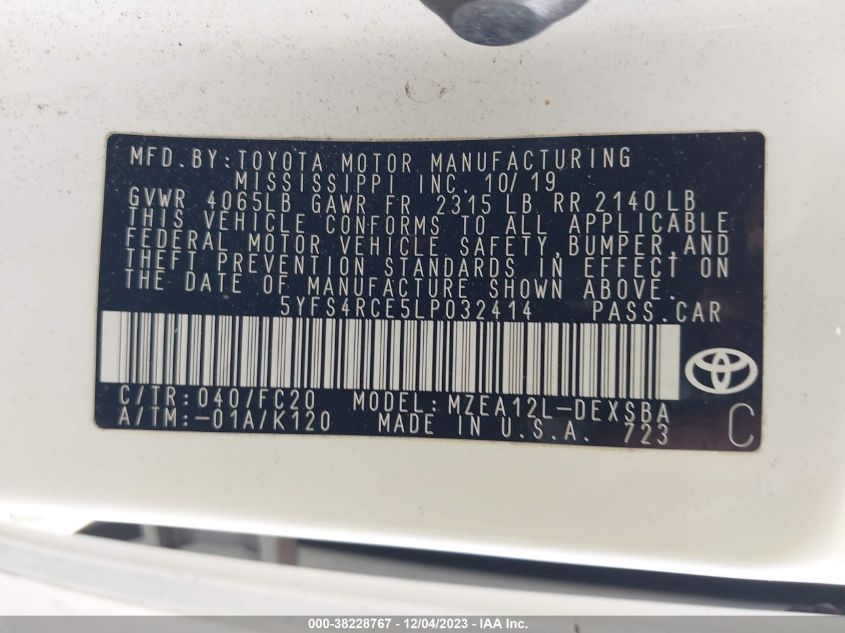 MFD. BY: TOYOTA MOTOR MANUFACTURING
MISSISSIPPI INC. 10/19
GVWR 4065LB GAWR FR 2315 LB RR 2140 LB
THIS VEHICLE CONFORMS TO ALL APPLICABLE
FEDERAL MOTOR VEHICLE SAFETY, BUMPER, AND
THEFT PREVENTION STANDARDS IN EFFECT ON
THE DATE OF MANUFACTURE SHOWN ABOVE.
5YFS4RCE5LP032414 PASS. CAR
C/TR: 040/FC20 MODEL: MZEA12L-DEXSBA
A/TM: -01A/K120 MADE IN U.S.A. 723 C
000-38228767 - 12/04/2023 - IAA Inc.